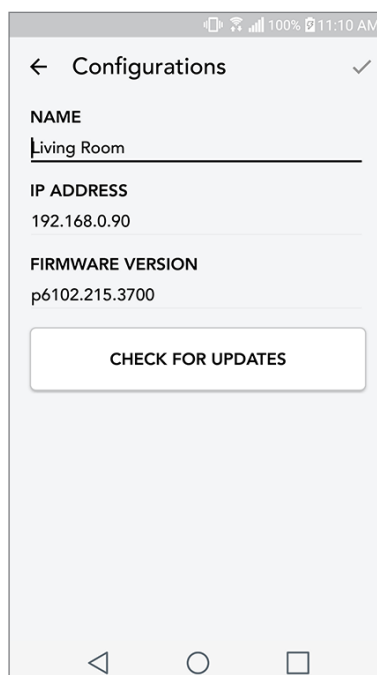 100% 11:10 AM
Configurations
NAME
Living Room
IP ADDRESS
192.168.0.90
FIRMWARE VERSION
p6102.215.3700
CHECK FOR UPDATES